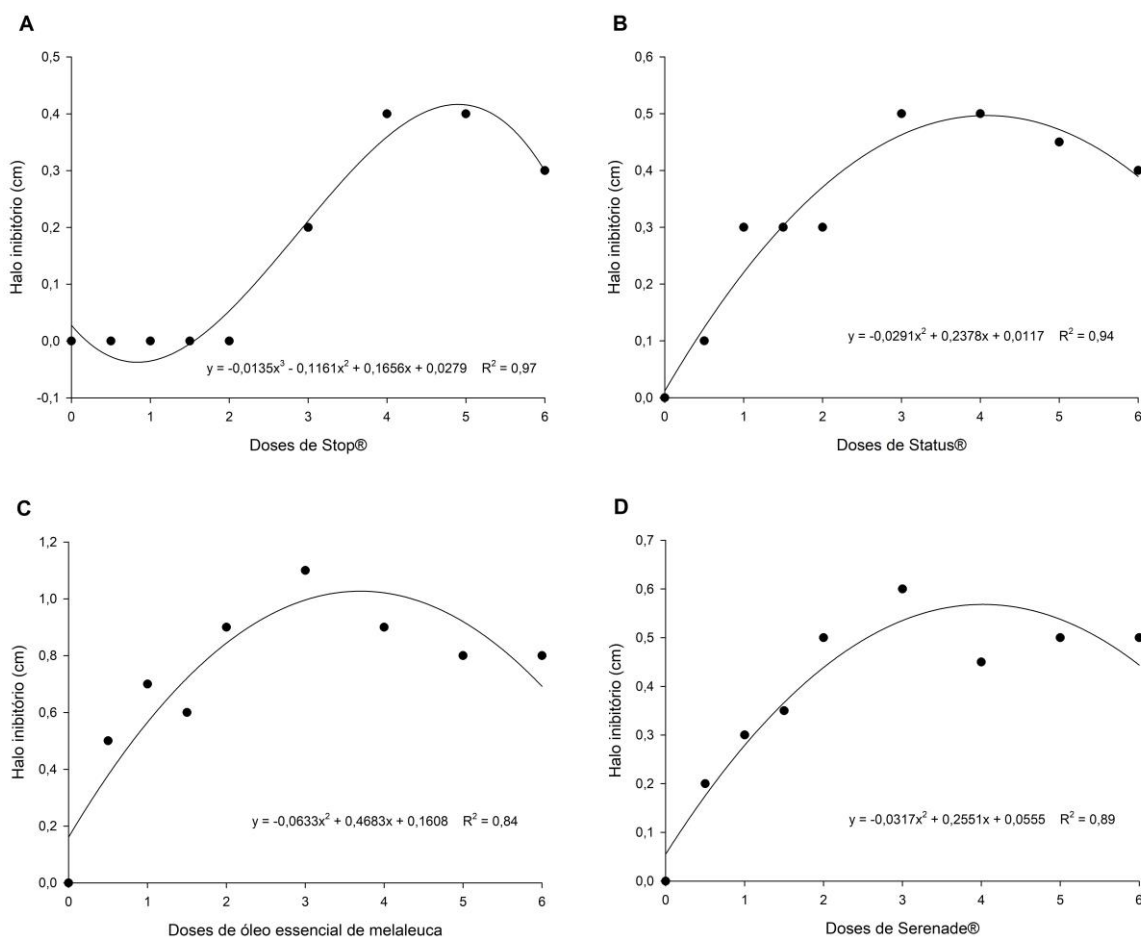 A
0,5
0,4
0,3
0,2
0,1
0,0
-0,1
Halo inibitório (cm)
y = -0,0135x³ - 0,1161x² + 0,1656x + 0,0279 R² = 0,97
0 1 2 3 4 5 6
Doses de Stop®
B
0,6
0,5
0,4
0,3
0,2
0,1
0,0
Halo inibitório (cm)
y = -0,0291x² + 0,2378x + 0,0117 R² = 0,94
0 1 2 3 4 5 6
Doses de Status®
C
1,2
1,0
0,8
0,6
0,4
0,2
0,0
Halo inibitório (cm)
y = -0,0633x² + 0,4683x + 0,1608 R² = 0,84
0 1 2 3 4 5 6
Doses de óleo essencial de melaleuca
D
0,7
0,6
0,5
0,4
0,3
0,2
0,1
0,0
Halo inibitório (cm)
y = -0,0317x² + 0,2551x + 0,0555 R² = 0,89
0 1 2 3 4 5 6
Doses de Serenade®